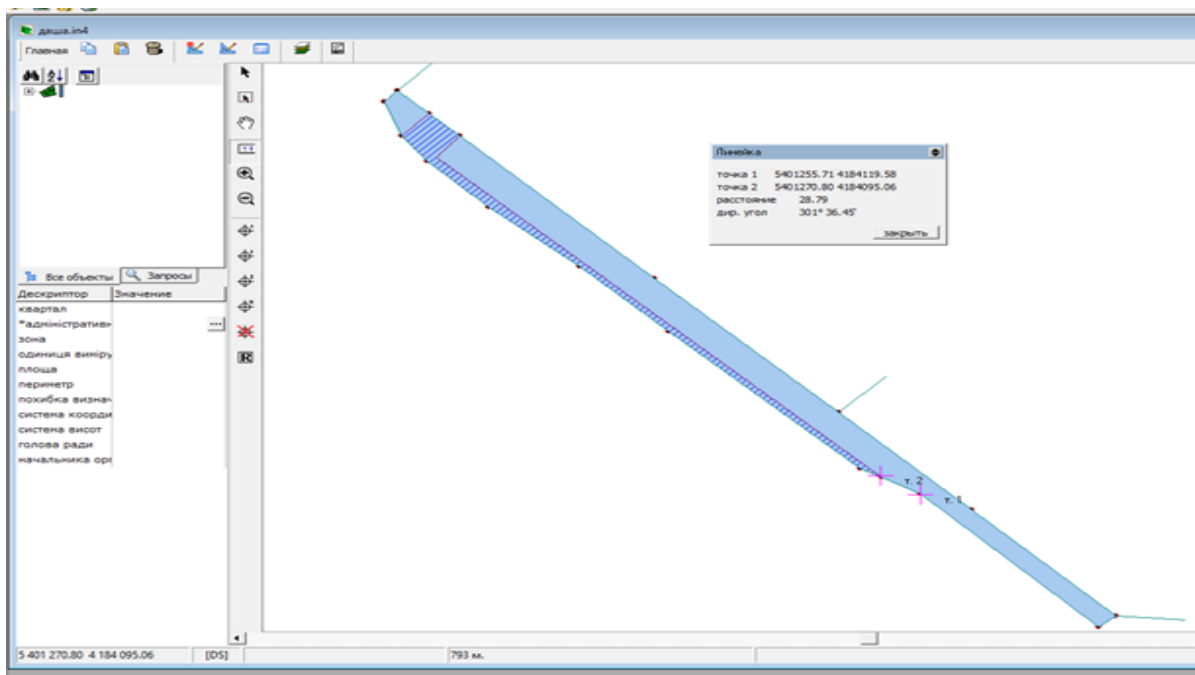 даша.in4
Главная
Линейка
точка 1 5401255.71 4184119.58
точка 2 5401270.80 4184095.06
расстояние 28.79
дир. угол 301° 36.45'
закрыть
Все объекты Запросы
Дескриптор Значение
квартал
*адміністративн
...
зона
одиниця виміру
площа
периметр
похибка визнач
система коорди
система висот
голова ради
начальника орг
т. 2
т. 1
5 401 270.80 4 184 095.06 [DS] 793 м.